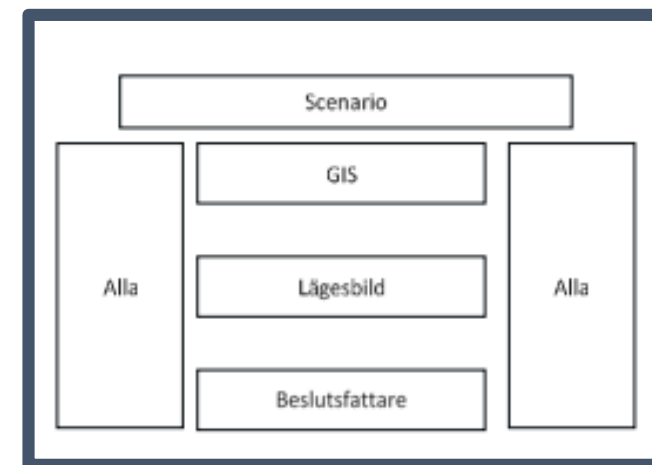 Scenario
GIS
Alla
Lägesbild
Alla
Beslutsfattare